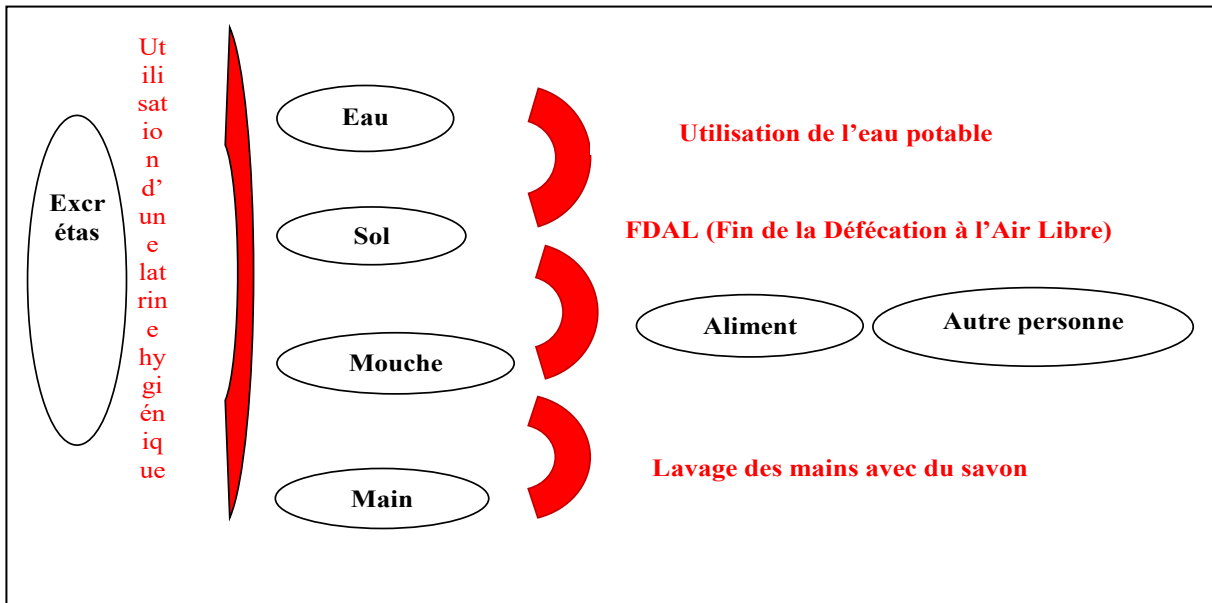 Excr
étas
Ut
ili
sat
io
n
d’
un
e
lat
rin
e
hy
gi
én
iq
ue
Eau
Sol
Mouche
Main
Utilisation de l’eau potable
FDAL (Fin de la Défécation à l’Air Libre)
Aliment
Autre personne
Lavage des mains avec du savon